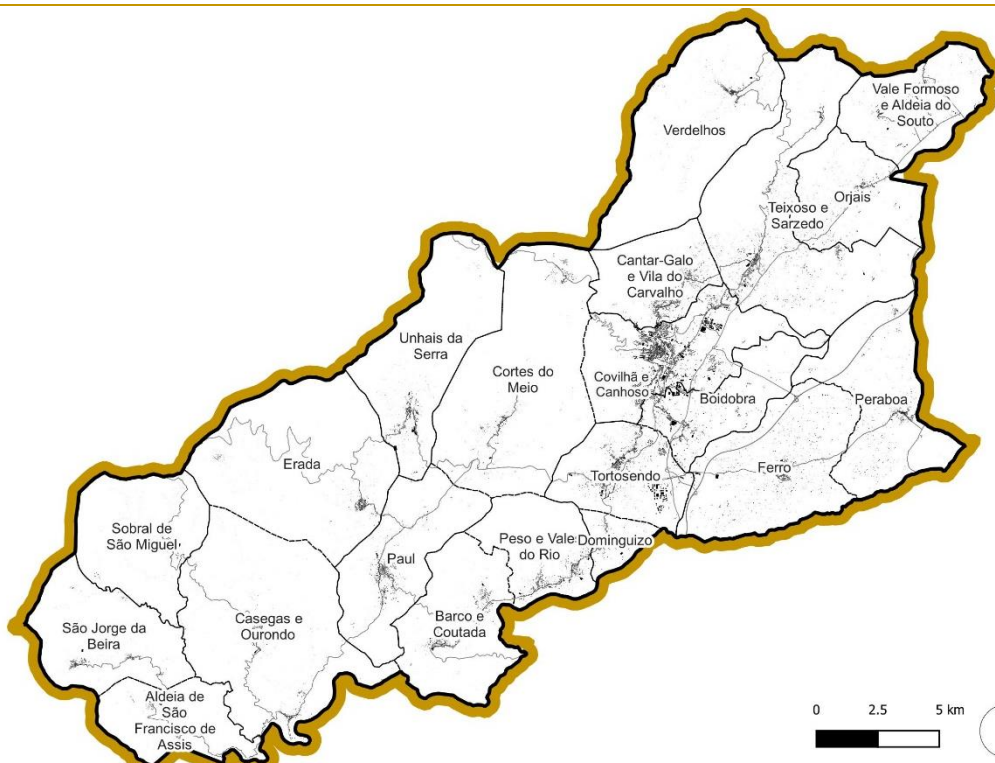 Vale Formoso
e Aldeia do
Souto
Verdelhos
Orjais
Teixoso e
Sarzedo
Cantar-Galo
e Vila do
Carvalho
Unhais da
Serra
Cortes do
Meio
Covilhã e
Canhoso
Boidobra
Peraboa
Erada
Tortosendo
Ferro
Sobral de
São Miguel
Paul
Peso e Vale
do Rio
Dominguizo
Casegas e
Ourondo
Barco e
Coutada
São Jorge da
Beira
Aldeia de
São
Francisco de
Assis
0 2.5 5 km